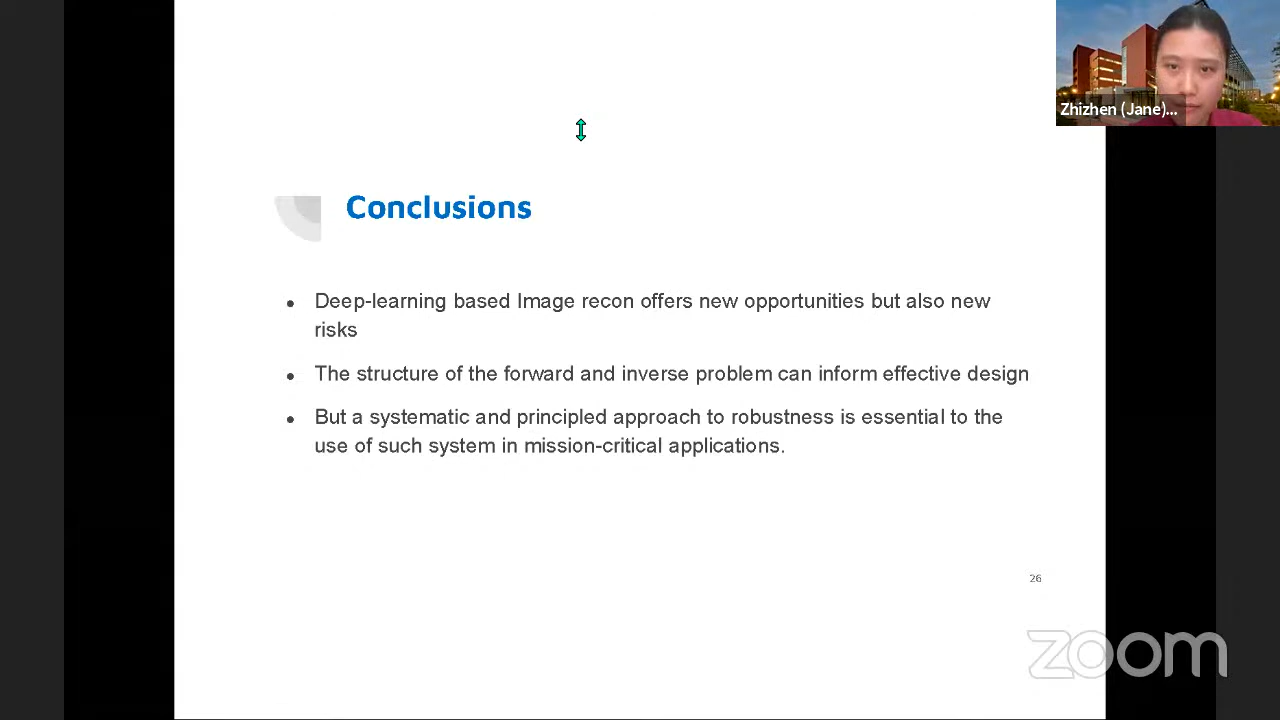 Zhizhen (Jane)...
Conclusions
Deep-learning based Image recon offers new opportunities but also new
risks
The structure of the forward and inverse problem can inform effective design
But a systematic and principled approach to robustness is essential to the
use of such system in mission-critical applications.
26
zoom